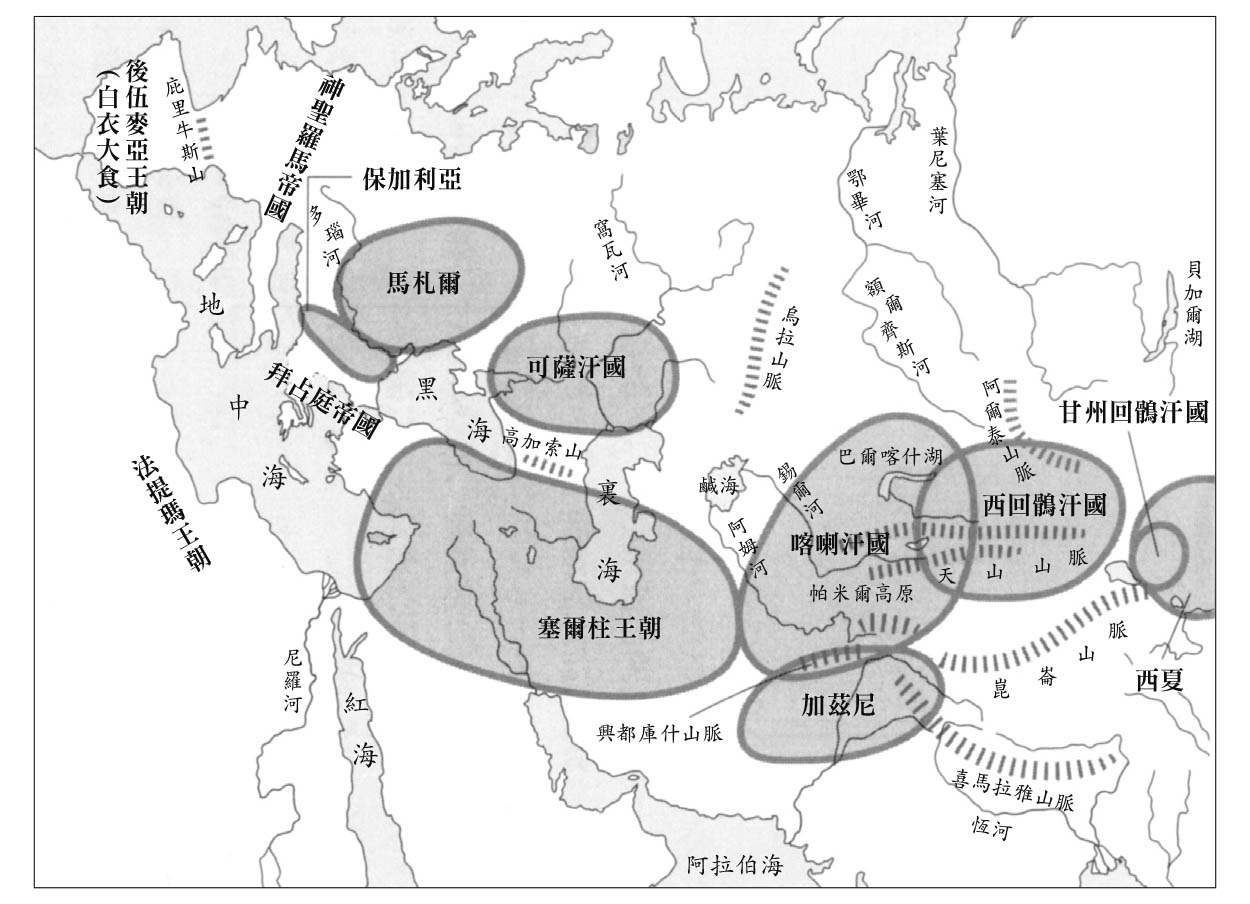 後伍麥亞王朝
(白衣大食)
庇里牛斯山
神聖羅馬帝國
保加利亞
多瑙河
馬札爾
窩瓦河
鄂畢河
葉尼塞河
貝加爾湖
額爾齊斯河
烏拉山脈
地中海
拜占庭帝國
黑海
可薩汗國
高加索山
裏海
鹹海
錫爾河
阿姆河
巴爾喀什湖
阿爾泰山脈
甘州回鶻汗國
西回鶻汗國
喀喇汗國
天山山脈
帕米爾高原
法提瑪王朝
塞爾柱王朝
崑崙山脈
西夏
尼羅河
紅海
加茲尼
興都庫什山脈
喜馬拉雅山脈
恆河
阿拉伯海